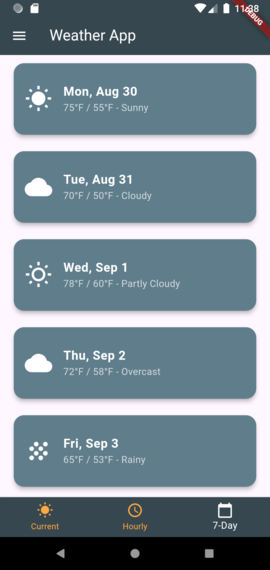 11:38
DEBUG
Weather App
Mon, Aug 30
75°F / 55°F - Sunny
Tue, Aug 31
70°F / 50°F - Cloudy
Wed, Sep 1
78°F / 60°F - Partly Cloudy
Thu, Sep 2
72°F / 58°F - Overcast
Fri, Sep 3
65°F / 53°F - Rainy
Current
Hourly
7-Day